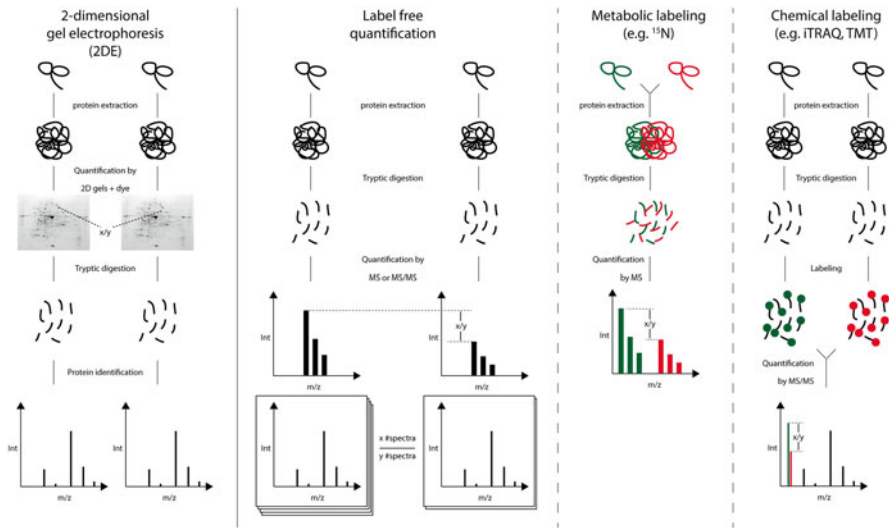 2-dimensional
gel electrophoresis
(2DE)
protein extraction
Quantification by
2D gels + dye
x/y
Tryptic digestion
Protein identification
Int
m/z
Int
m/z
Label free
quantification
protein extraction
Tryptic digestion
Quantification by
MS or MS/MS
Int
m/z
Int
x/y
m/z
Int
m/z
x #spectra
y #spectra
Int
m/z
Metabolic labeling
(e.g. ¹⁵N)
protein extraction
Tryptic digestion
Quantification
by MS
Int
x/y
m/z
Chemical labeling
(e.g. iTRAQ, TMT)
protein extraction
Tryptic digestion
Labeling
Quantification
by MS/MS
Int
x/y
m/z